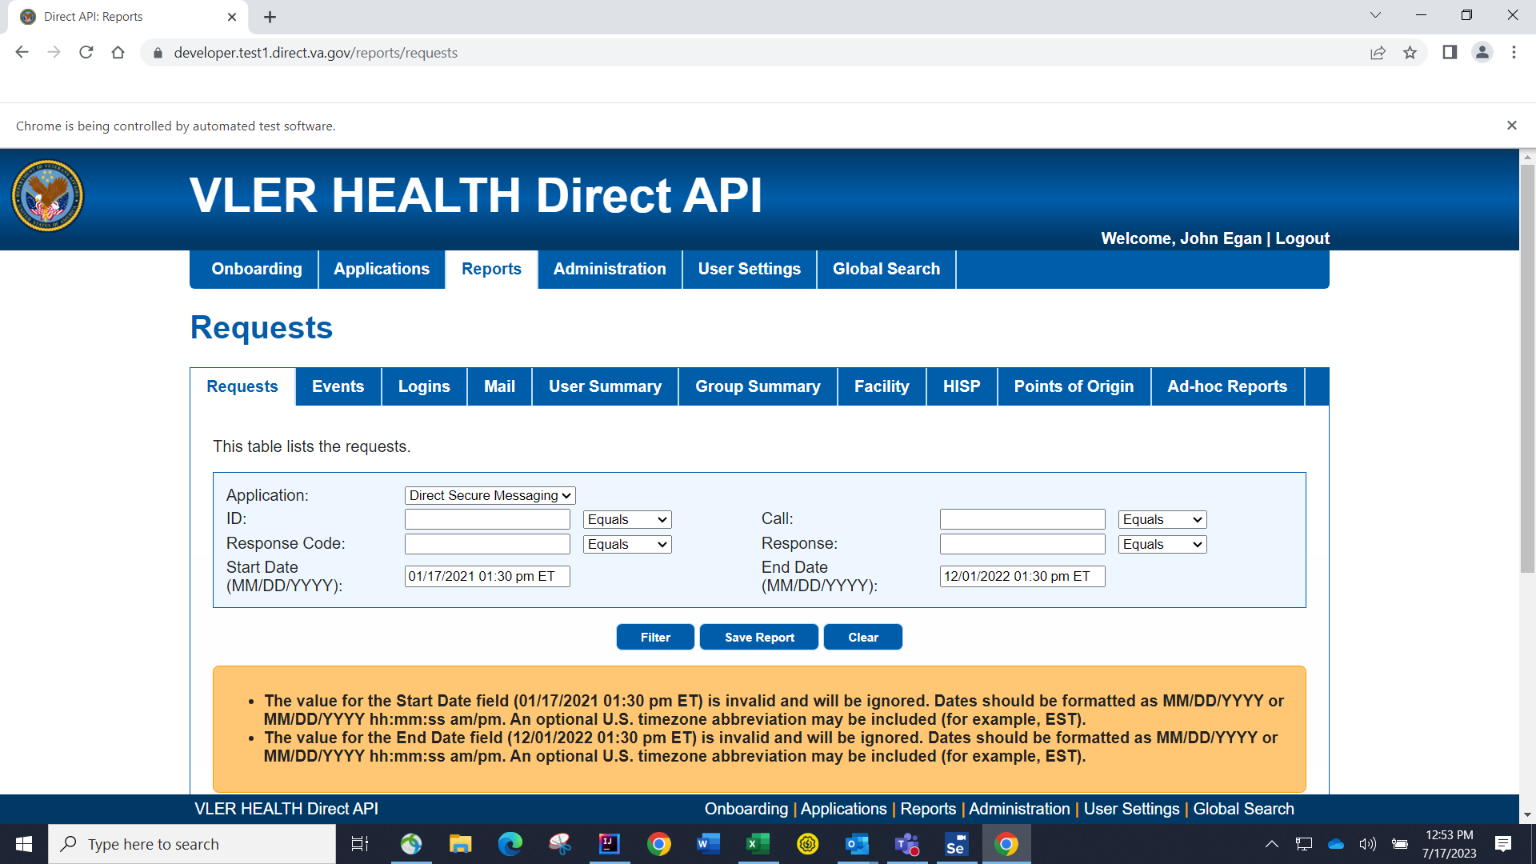 Direct API: Reports
developer.test1.direct.va.gov/reports/requests
Chrome is being controlled by automated test software.
VLER HEALTH Direct API
Welcome, John Egan | Logout
Onboarding Applications Reports Administration User Settings Global Search
Requests
Requests Events Logins Mail User Summary Group Summary Facility HISP Points of Origin Ad-hoc Reports
This table lists the requests.
Application: Direct Secure Messaging
ID: Equals Call: Equals
Response Code: Equals Response: Equals
Start Date
(MM/DD/YYYY): 01/17/2021 01:30 pm ET
End Date
(MM/DD/YYYY): 12/01/2022 01:30 pm ET
Filter Save Report Clear
• The value for the Start Date field (01/17/2021 01:30 pm ET) is invalid and will be ignored. Dates should be formatted as MM/DD/YYYY or
MM/DD/YYYY hh:mm:ss am/pm. An optional U.S. timezone abbreviation may be included (for example, EST).
• The value for the End Date field (12/01/2022 01:30 pm ET) is invalid and will be ignored. Dates should be formatted as MM/DD/YYYY or
MM/DD/YYYY hh:mm:ss am/pm. An optional U.S. timezone abbreviation may be included (for example, EST).
VLER HEALTH Direct API Onboarding | Applications | Reports | Administration | User Settings | Global Search
Type here to search
12:53 PM
7/17/2023